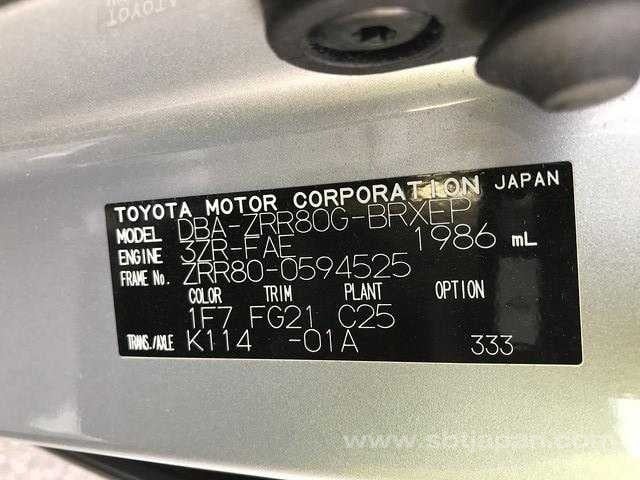 TOYOTA MOTOR CORPORATION JAPAN
MODEL DBA-ZRR80G-BRXEP
ENGINE 3ZR-FAE 1986 mL
FRAME No. ZRR80-0594525
COLOR TRIM PLANT OPTION
1F7 FG21 C25
TRANS./AXLE K114 -01A 333
www.sbtjapan.com